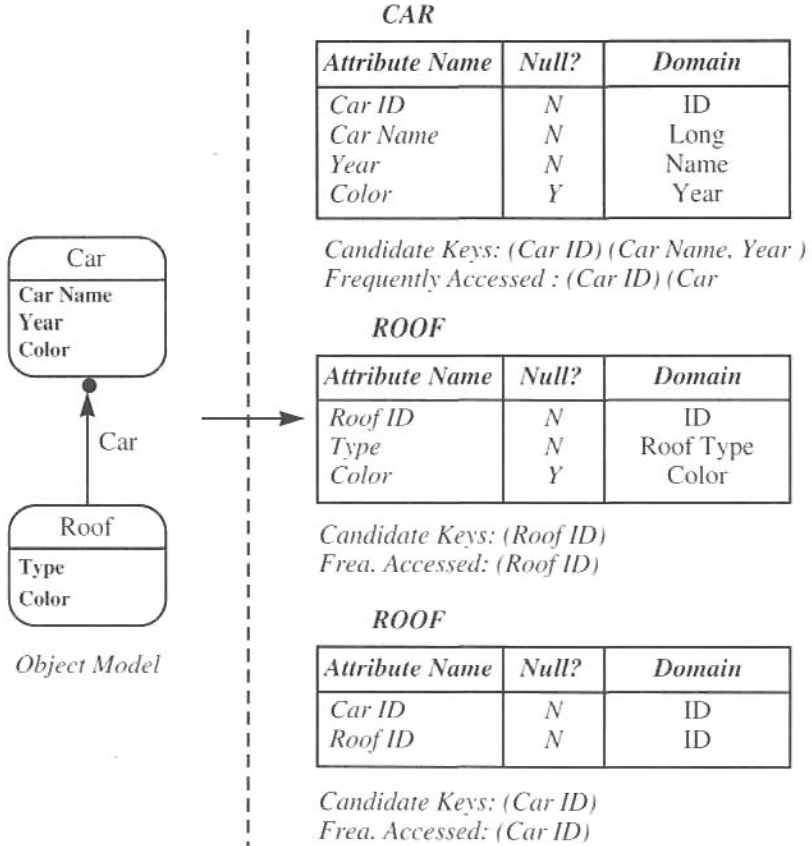 CAR
Attribute Name Null? Domain
Car ID N ID
Car Name N Long
Year N Name
Color Y Year
Candidate Keys: (Car ID) (Car Name, Year )
Frequently Accessed : (Car ID) (Car
Car
Car Name
Year
Color
Car
Roof
Type
Color
Object Model
ROOF
Attribute Name Null? Domain
Roof ID N ID
Type N Roof Type
Color Y Color
Candidate Keys: (Roof ID)
Frea. Accessed: (Roof ID)
ROOF
Attribute Name Null? Domain
Car ID N ID
Roof ID N ID
Candidate Keys: (Car ID)
Frea. Accessed: (Car ID)